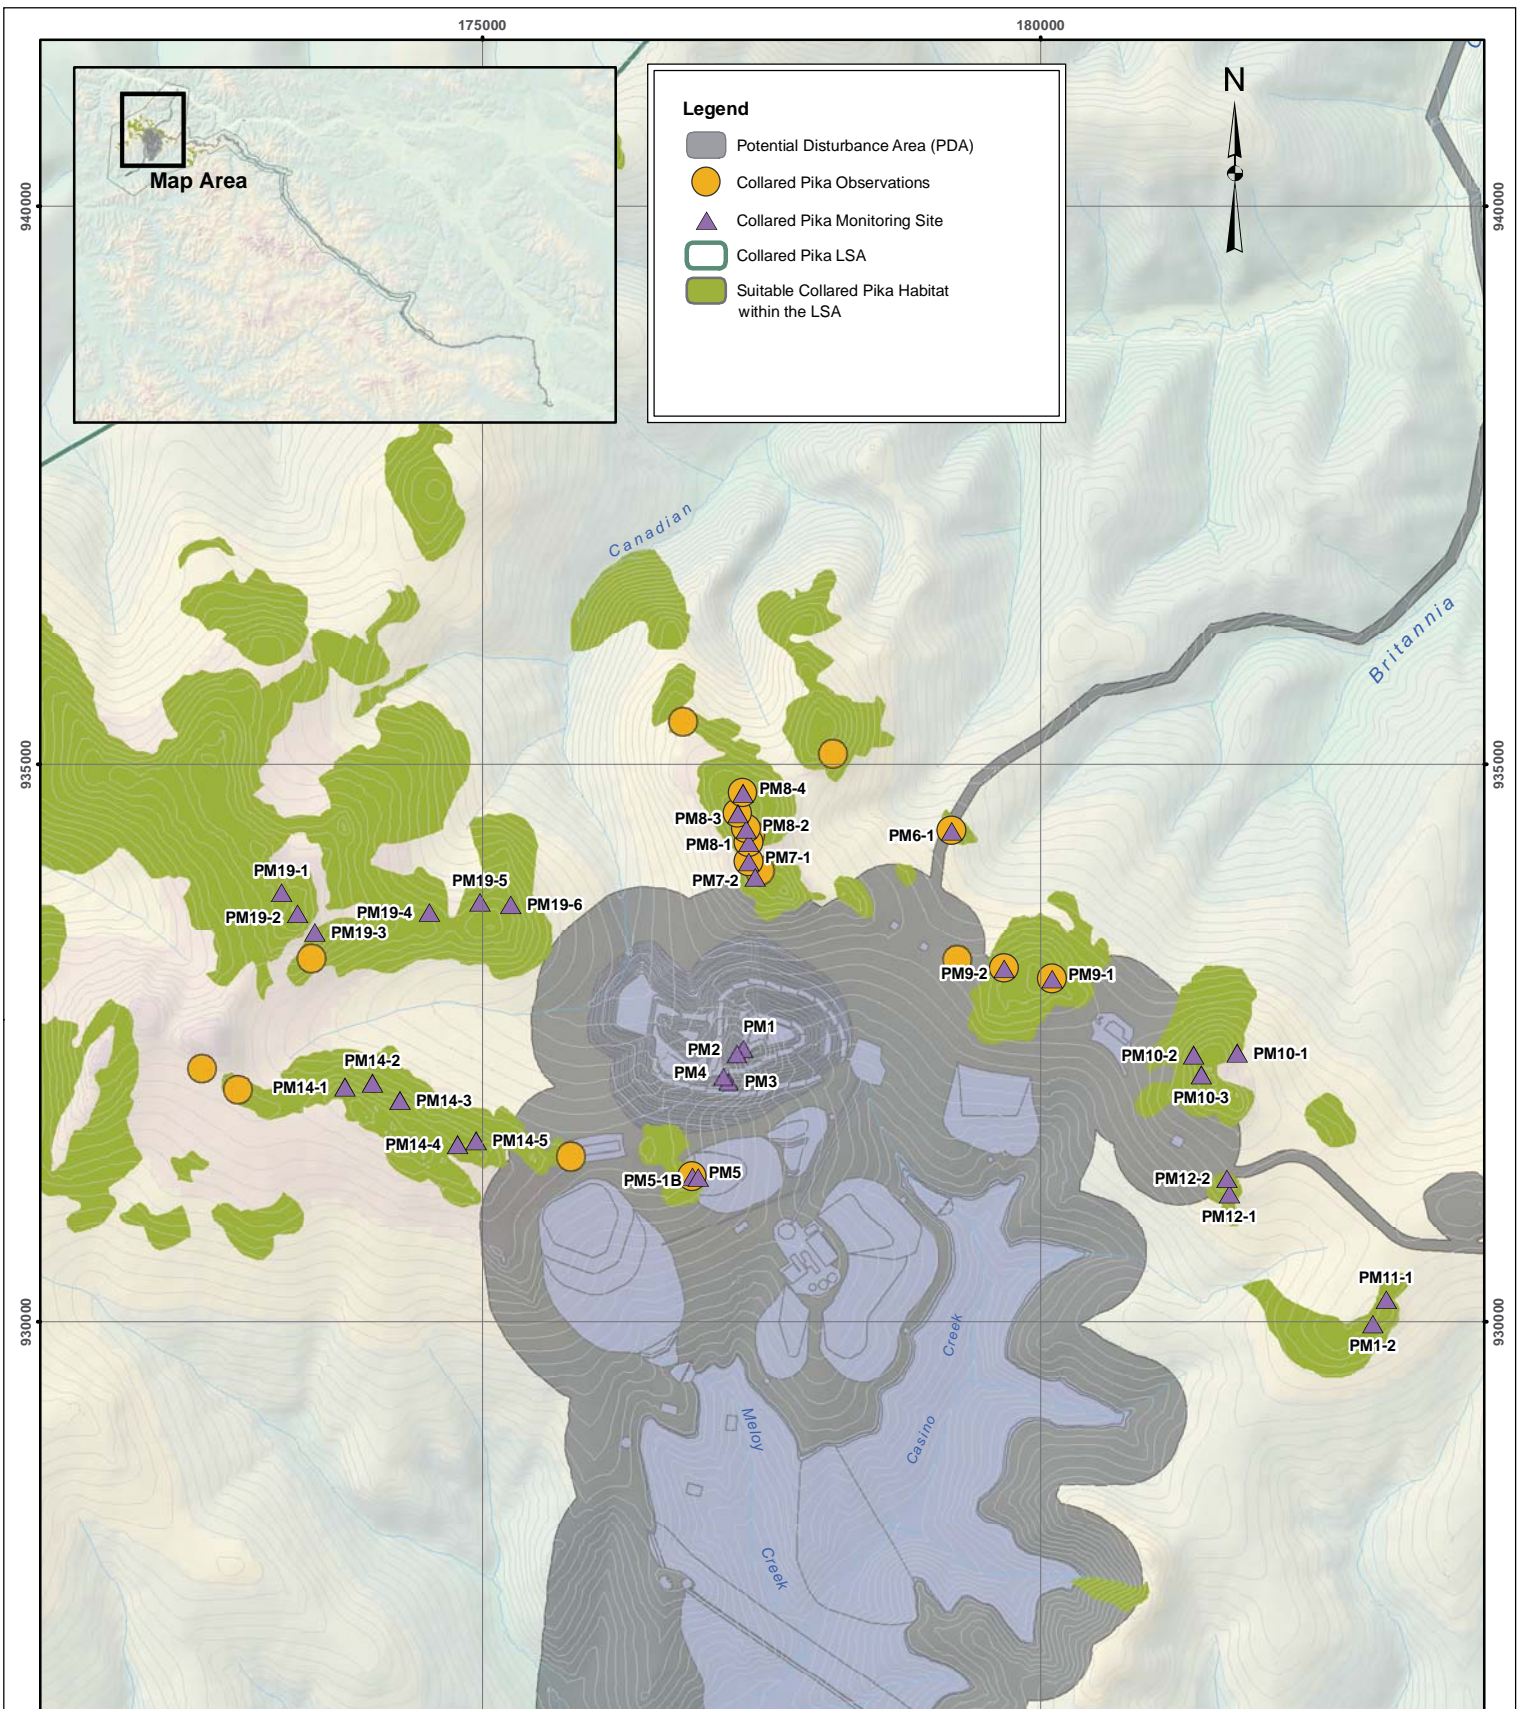 175000
180000
N
Map Area
Legend
Potential Disturbance Area (PDA)
Collared Pika Observations
Collared Pika Monitoring Site
Collared Pika LSA
Suitable Collared Pika Habitat
within the LSA
940000
940000
Canadian
Britannia
935000
935000
PM8-4
PM8-3
PM8-2
PM8-1
PM7-1
PM7-2
PM6-1
PM19-1
PM19-2
PM19-3
PM19-4
PM19-5
PM19-6
PM9-2
PM9-1
PM1
PM2
PM4
PM3
PM10-2
PM10-1
PM10-3
PM14-2
PM14-1
PM14-3
PM14-4
PM14-5
PM5-1B
PM5
PM12-2
PM12-1
PM11-1
PM1-2
930000
930000
Casino
Creek
Meloy
Creek